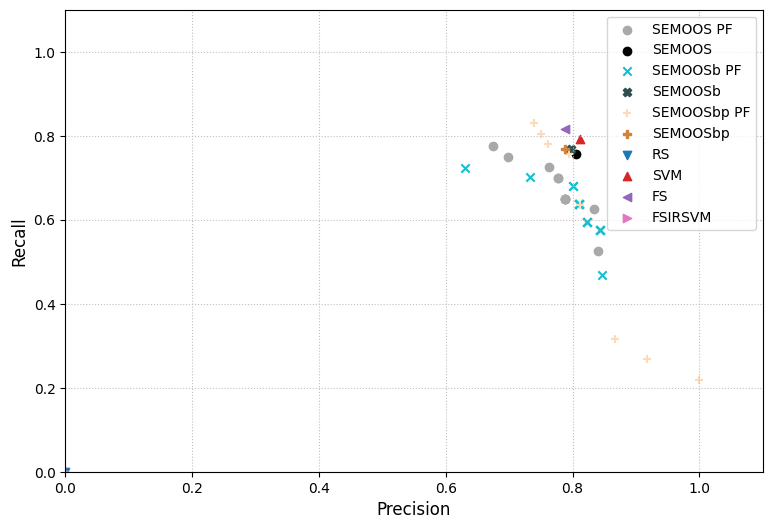 SEMOOS PF
SEMOOS
SEMOOSb PF
SEMOOSb
SEMOOSbp PF
SEMOOSbp
RS
SVM
FS
FSIRSVM
1.0
0.8
0.6
0.4
0.2
0.0
Recall
0.0 0.2 0.4 0.6 0.8 1.0
Precision